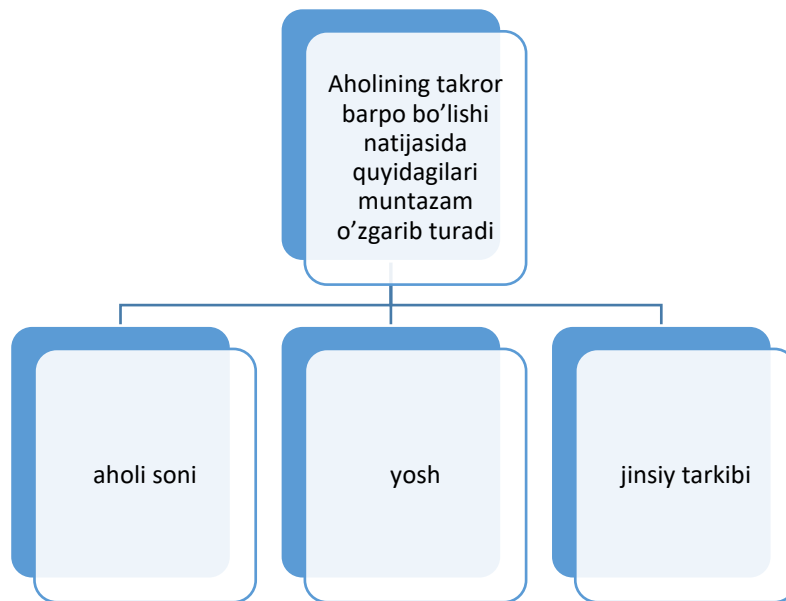 Aholining takror
barpo bo’lishi
natijasida
quyidagilari
muntazam
o’zgarib turadi
aholi soni
yosh
jinsiy tarkibi